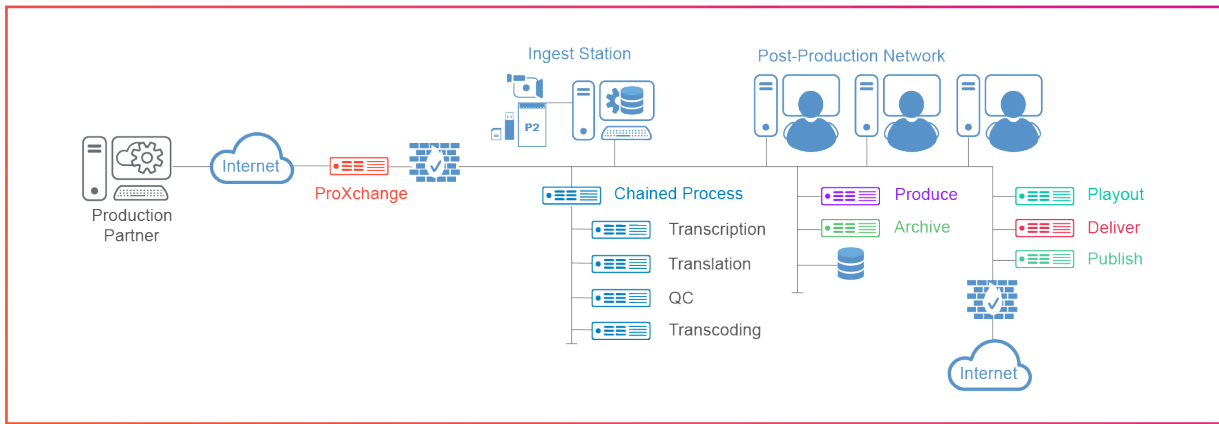 Ingest Station
Post-Production Network
P2
Internet
ProXchange
Production
Partner
Chained Process
Transcription
Translation
QC
Transcoding
Produce
Archive
Playout
Deliver
Publish
Internet